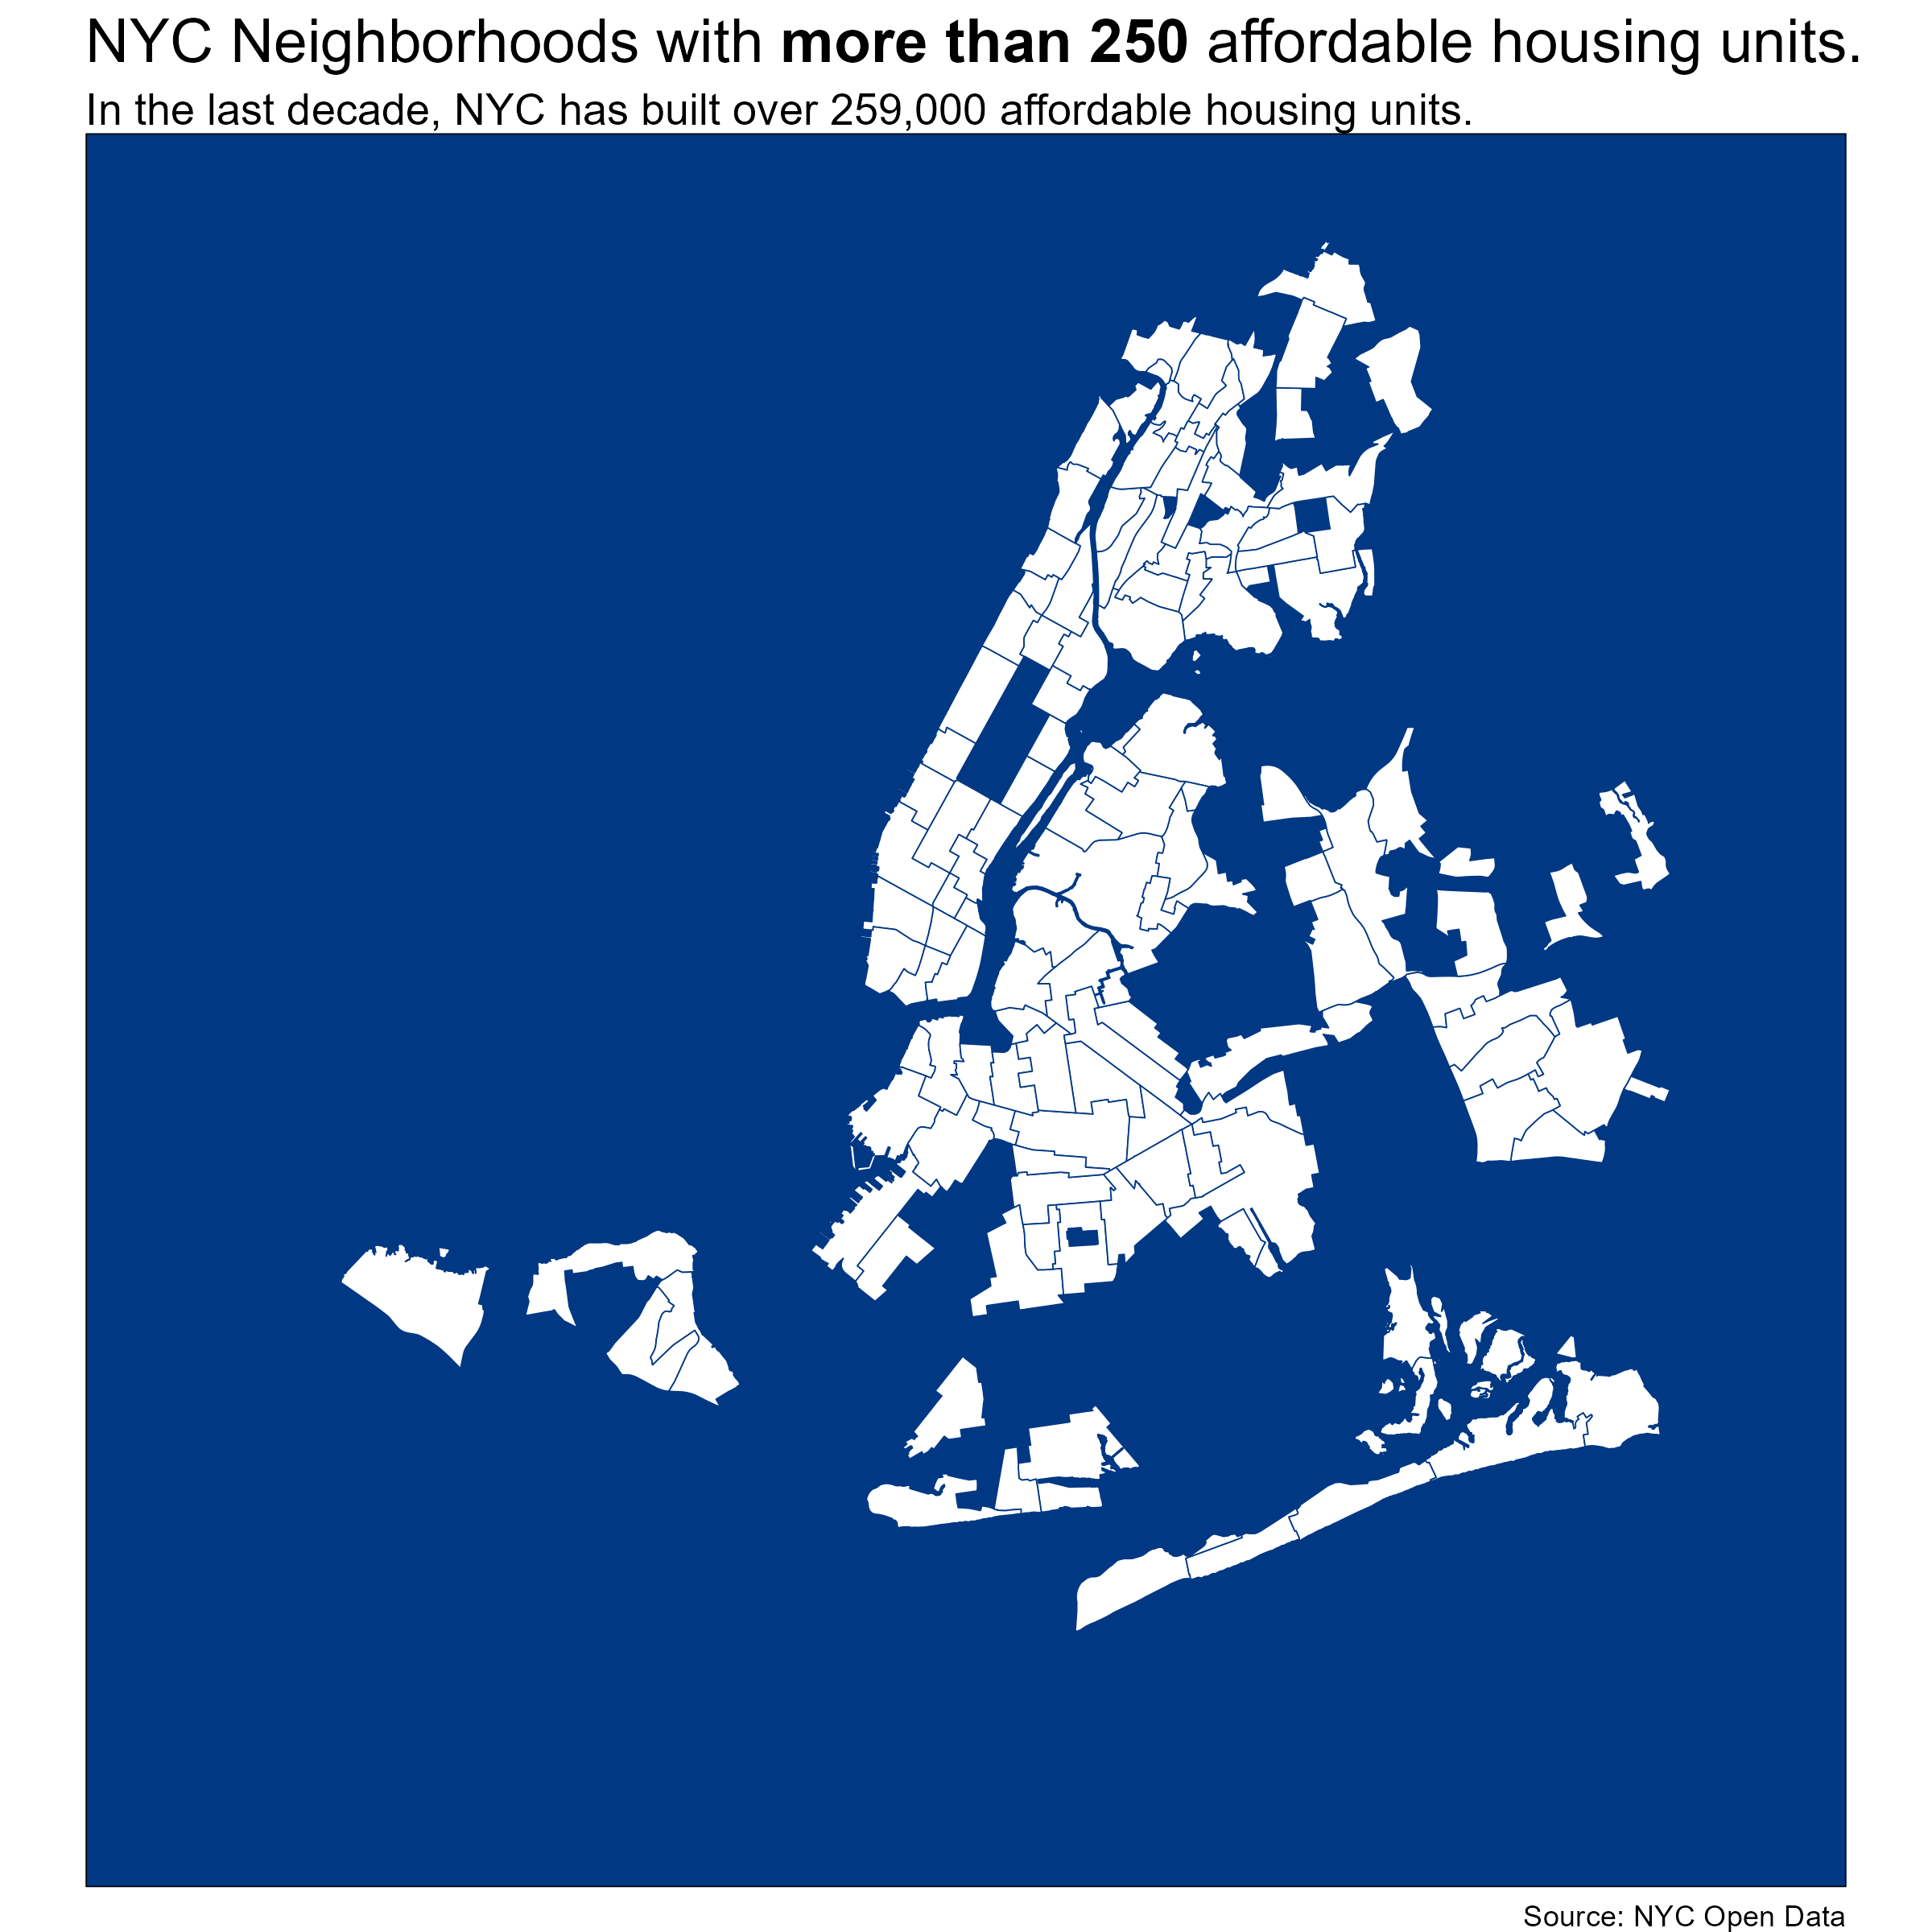 NYC Neighborhoods with more than 250 affordable housing units.
In the last decade, NYC has built over 259,000 affordable housing units.
Source: NYC Open Data